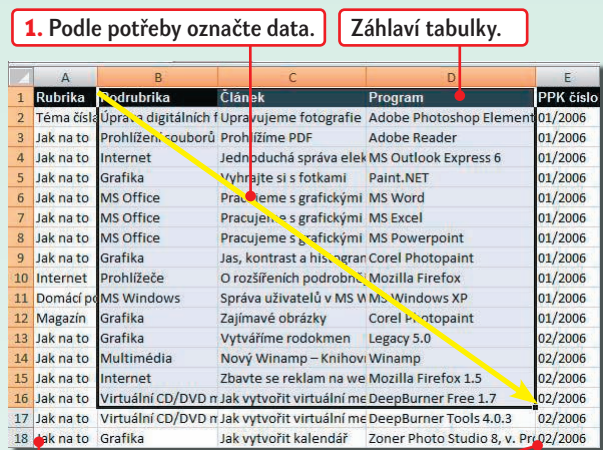 1. Podle potřeby označte data.
Záhlaví tabulky.
A B C D E
1 Rubrika Podrubrika Článek Program PPK číslo
2 Téma čísla Úprava digitálních f Upravujeme fotografie Adobe Photoshop Element 01/2006
3 Jak na to Prohlížení souborů Prohlížíme PDF Adobe Reader 01/2006
4 Jak na to Internet Jednoduchá správa elek MS Outlook Express 6 01/2006
5 Jak na to Grafika Vyhrajte si s fotkami Paint.NET 01/2006
6 Jak na to MS Office Pracujeme s grafickými MS Word 01/2006
7 Jak na to MS Office Pracujeme s grafickými MS Excel 01/2006
8 Jak na to MS Office Pracujeme s grafickými MS Powerpoint 01/2006
9 Jak na to Grafika Jas, kontrast a histogran Corel Photopaint 01/2006
10 Internet Prohlížeče O rozšířeních podrobněj Mozilla Firefox 01/2006
11 Domácí po MS Windows Správa uživatelů v MS W MS Windows XP 01/2006
12 Magazín Grafika Zajímavé obrázky Corel Photopaint 01/2006
13 Jak na to Grafika Vytváříme rodokmen Legacy 5.0 02/2006
14 Jak na to Multimédia Nový Winamp – Knihov Winamp 02/2006
15 Jak na to Internet Zbavte se reklam na we Mozilla Firefox 1.5 02/2006
16 Jak na to Virtuální CD/DVD m Jak vytvořit virtuální me DeepBurner Free 1.7 02/2006
17 Jak na to Virtuální CD/DVD m Jak vytvořit virtuální me DeepBurner Tools 4.0.3 02/2006
18 Jak na to Grafika Jak vytvořit kalendář Zoner Photo Studio 8, v. Pro 02/2006